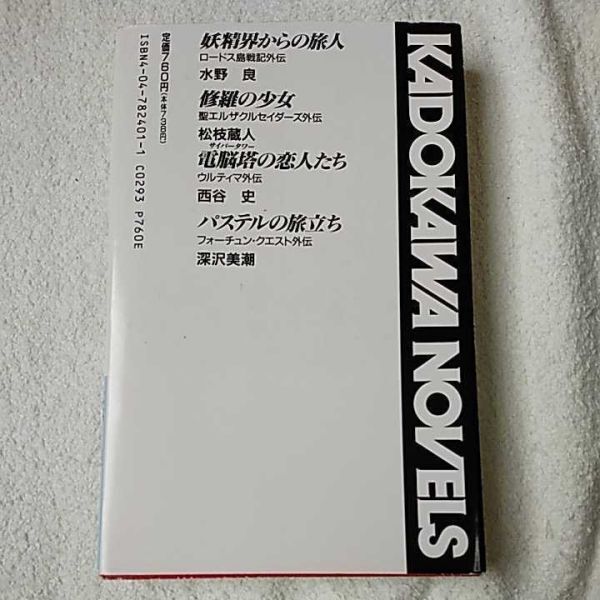 妖精界からの旅人
ロードス島戦記外伝
水野 良
修羅の少女
聖エルザクルセイダーズ外伝
松枝蔵人
サイバータワー
電脳塔の恋人たち
ウルティマ外伝
西谷 史
パステルの旅立ち
フォーチュン・クエスト外伝
深沢美潮
定価760円(本体738円)
ISBN4-04-782401-1 C0293 P760E
KADOKAWA NOVELS